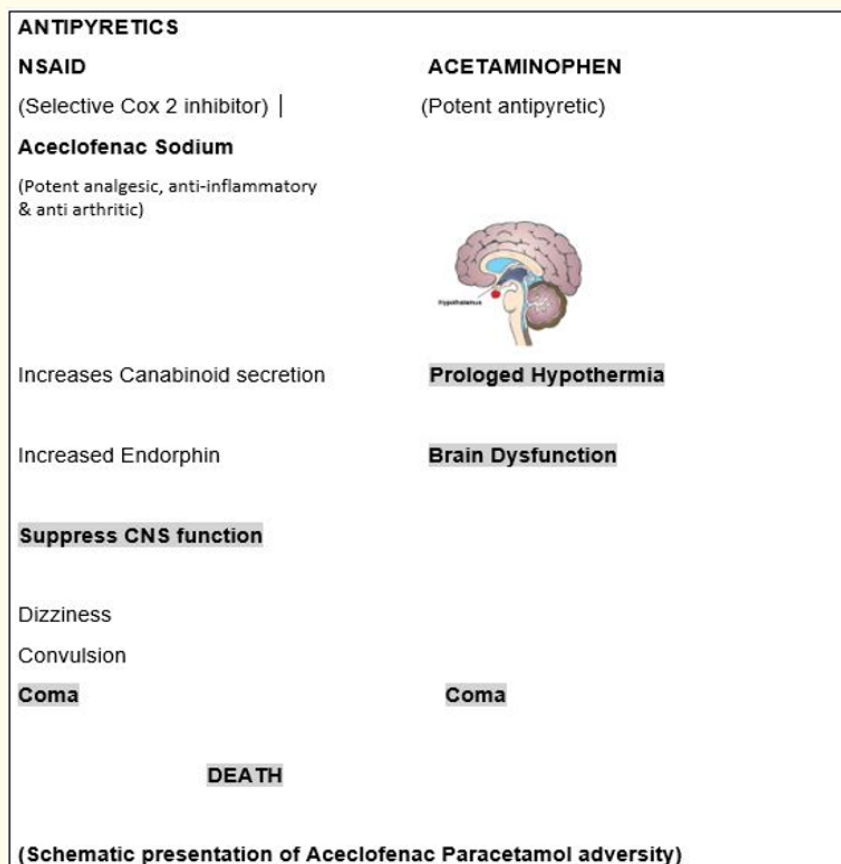 ANTIPYRETICS
NSAID ACETAMINOPHEN
(Selective Cox 2 inhibitor) | (Potent antipyretic)
Aceclofenac Sodium
(Potent analgesic, anti-inflammatory
& anti arthritic)
Hypothalamus
Increases Canabinoid secretion Prologed Hypothermia
Increased Endorphin Brain Dysfunction
Suppress CNS function
Dizziness
Convulsion
Coma Coma
DEATH
(Schematic presentation of Aceclofenac Paracetamol adversity)